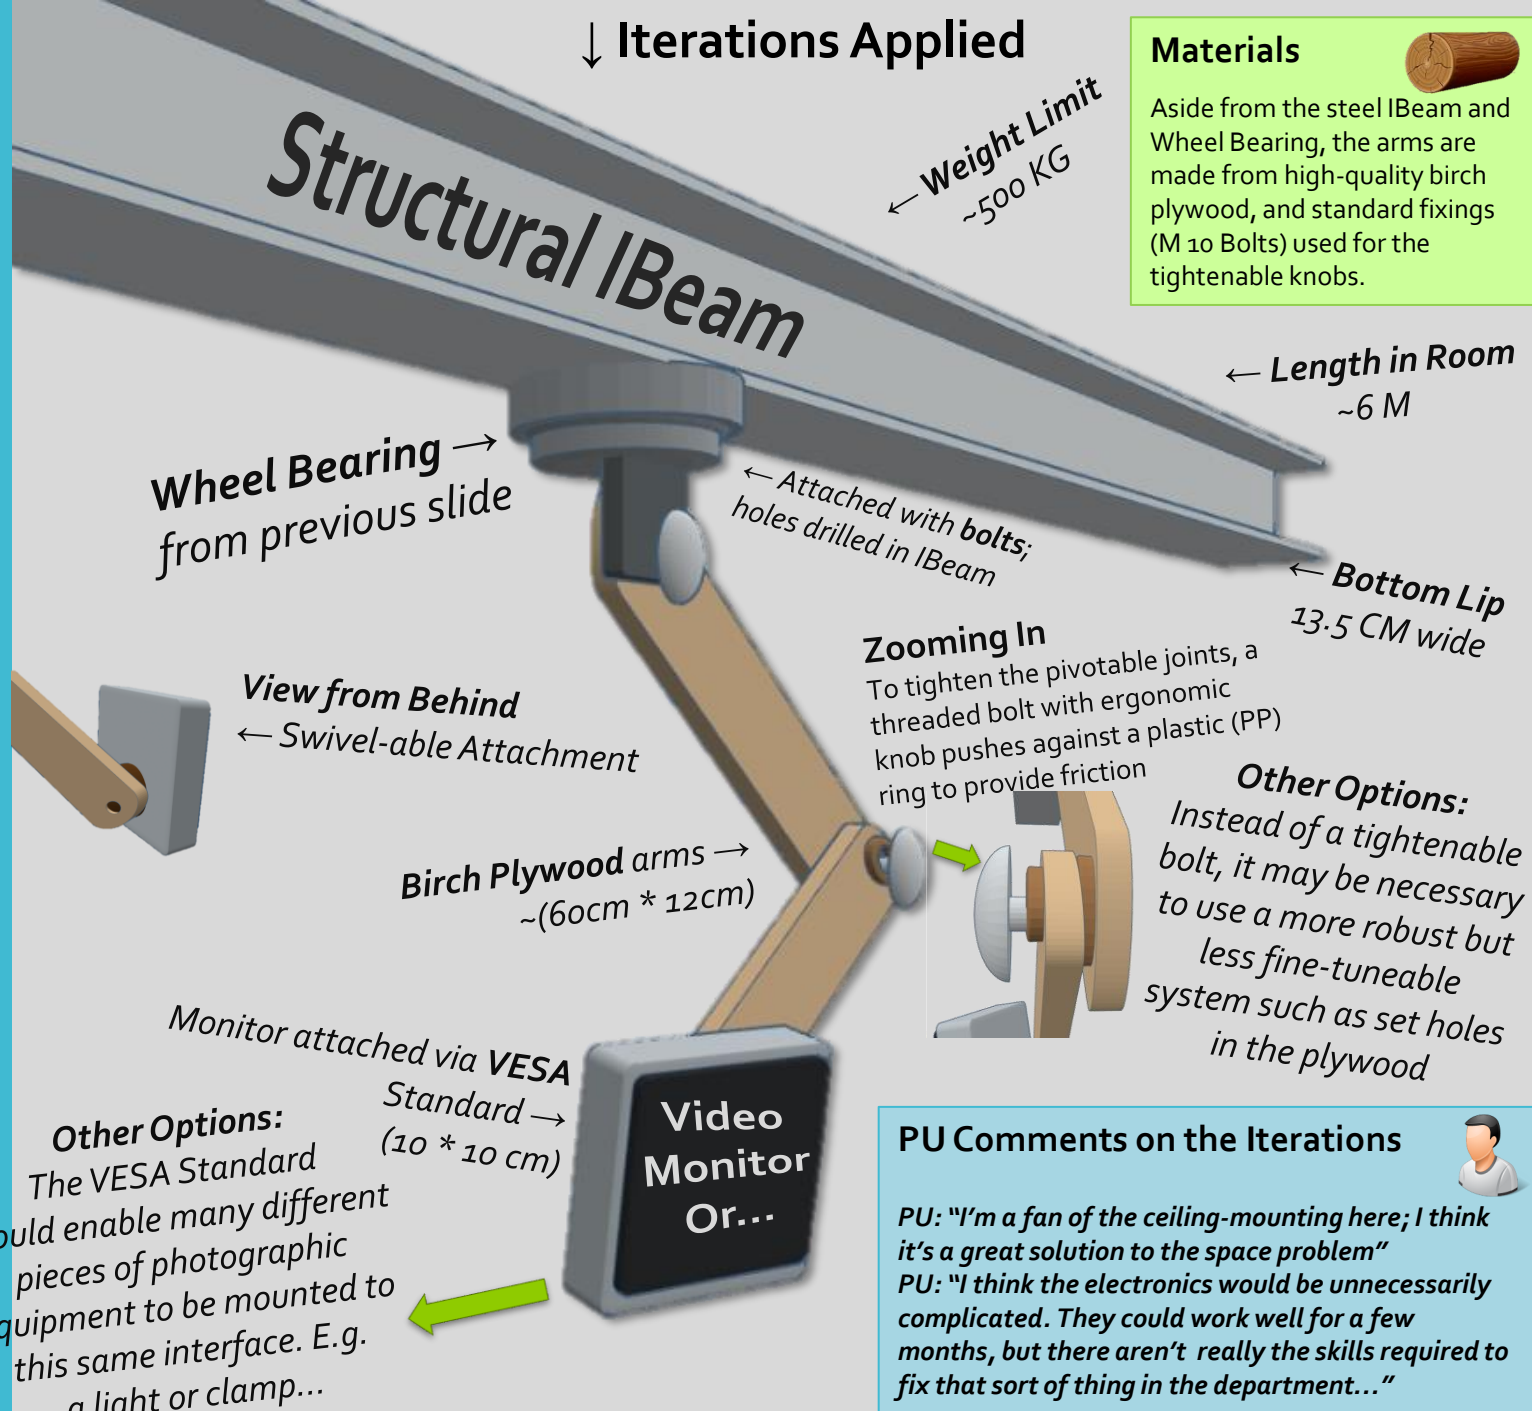 ↓ Iterations Applied
Materials
Aside from the steel IBeam and
Wheel Bearing, the arms are
made from high-quality birch
plywood, and standard fixings
(M 10 Bolts) used for the
tightenable knobs.
← Weight Limit
~500 KG
Structural IBeam
← Length in Room
~6 M
Wheel Bearing →
from previous slide
← Attached with bolts;
holes drilled in IBeam
← Bottom Lip
13.5 CM wide
Zooming In
To tighten the pivotable joints, a
threaded bolt with ergonomic
knob pushes against a plastic (PP)
ring to provide friction
View from Behind
← Swivel-able Attachment
Other Options:
Instead of a tightenable
bolt, it may be necessary
to use a more robust but
less fine-tuneable
system such as set holes
in the plywood
Birch Plywood arms →
~(60cm * 12cm)
Monitor attached via VESA
Standard →
(10 * 10 cm)
Video
Monitor
Or...
Other Options:
The VESA Standard
ould enable many different
pieces of photographic
quipment to be mounted to
this same interface. E.g.
a light or clamp...
PU Comments on the Iterations
PU: “I’m a fan of the ceiling-mounting here; I think
it’s a great solution to the space problem”
PU: “I think the electronics would be unnecessarily
complicated. They could work well for a few
months, but there aren’t really the skills required to
fix that sort of thing in the department...”